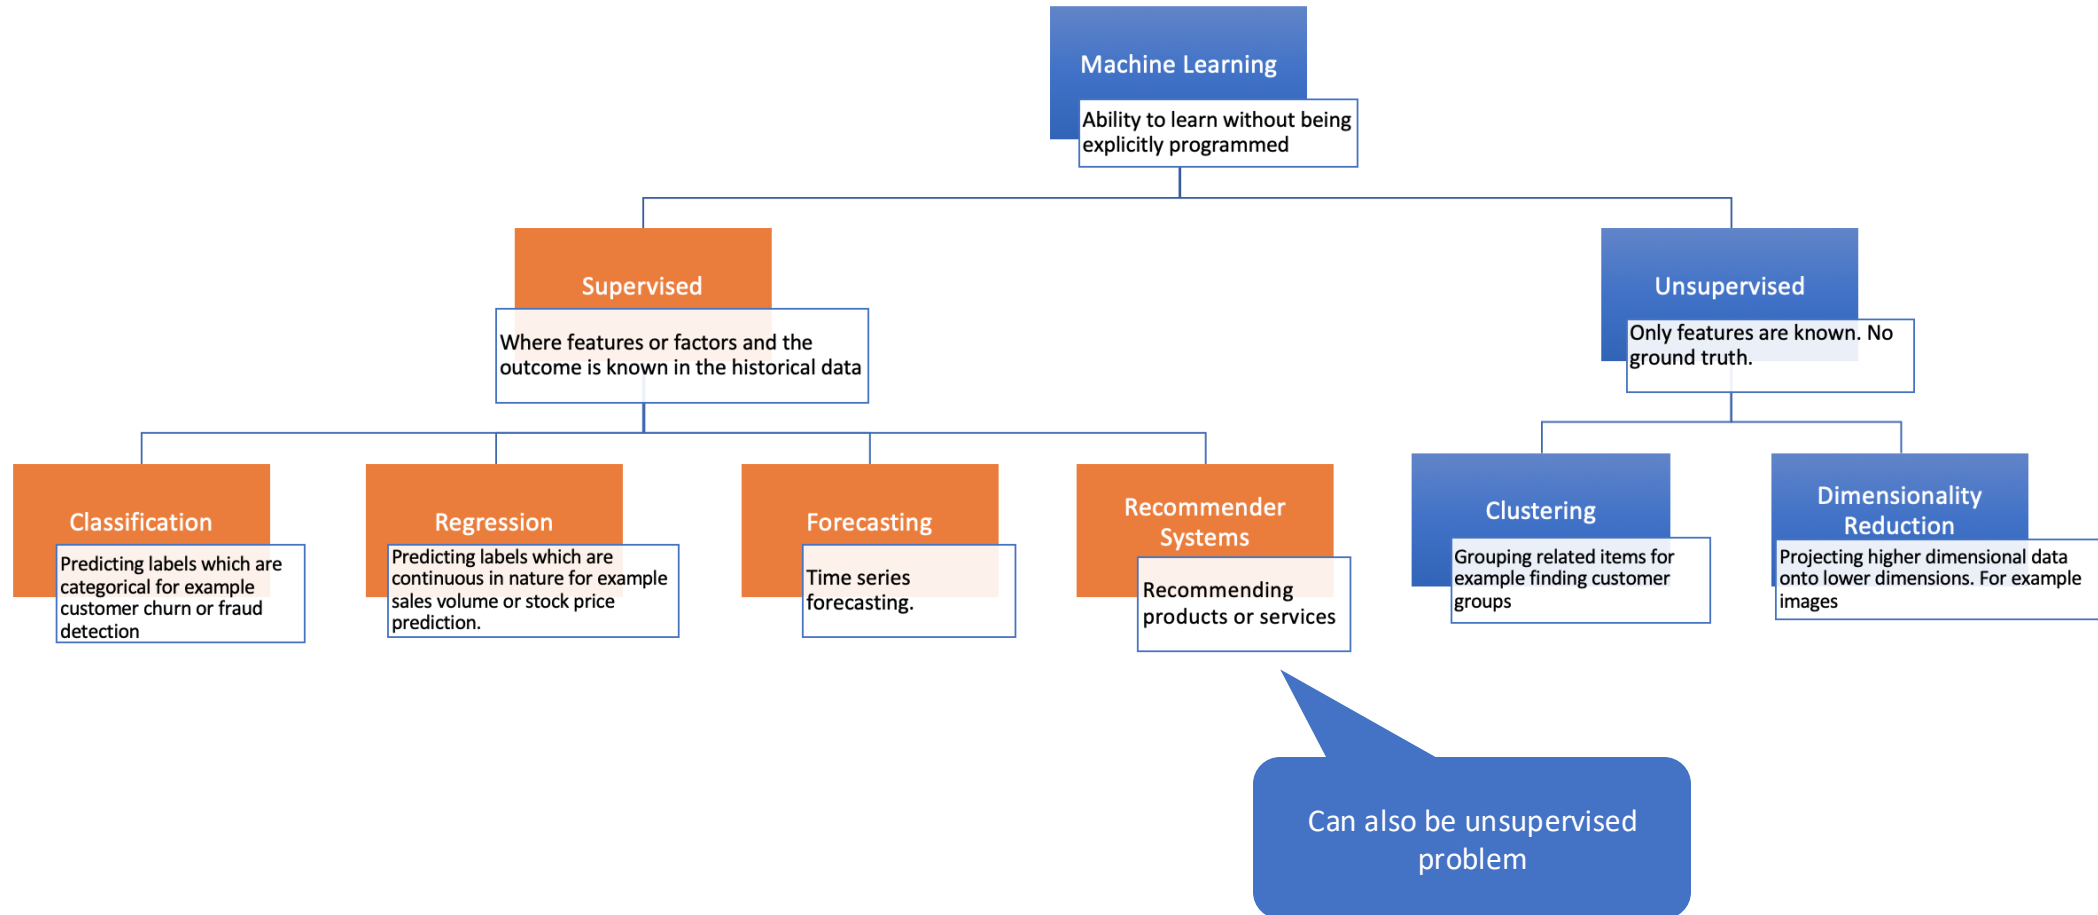 Machine Learning
Ability to learn without being
explicitly programmed
Supervised
Where features or factors and the
outcome is known in the historical data
Unsupervised
Only features are known. No
ground truth.
Classification
Predicting labels which are
categorical for example
customer churn or fraud
detection
Regression
Predicting labels which are
continuous in nature for example
sales volume or stock price
prediction.
Forecasting
Time series
forecasting.
Recommender
Systems
Recommending
products or services
Clustering
Grouping related items for
example finding customer
groups
Dimensionality
Reduction
Projecting higher dimensional data
onto lower dimensions. For example
images
Can also be unsupervised
problem